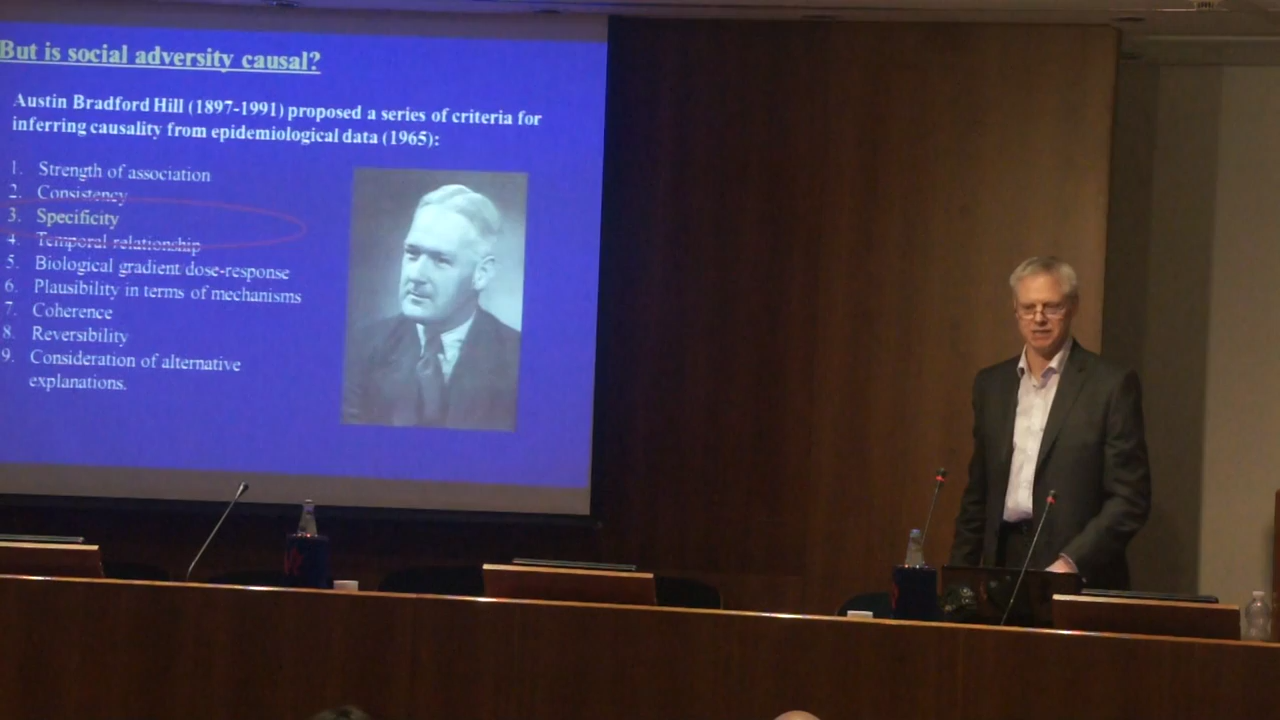 But is social adversity causal?
Austin Bradford Hill (1897-1991) proposed a series of criteria for
inferring causality from epidemiological data (1965):
1. Strength of association
2. Consistency
3. Specificity
4. Temporal relationship
5. Biological gradient dose-response
6. Plausibility in terms of mechanisms
7. Coherence
8. Reversibility
9. Consideration of alternative
explanations.